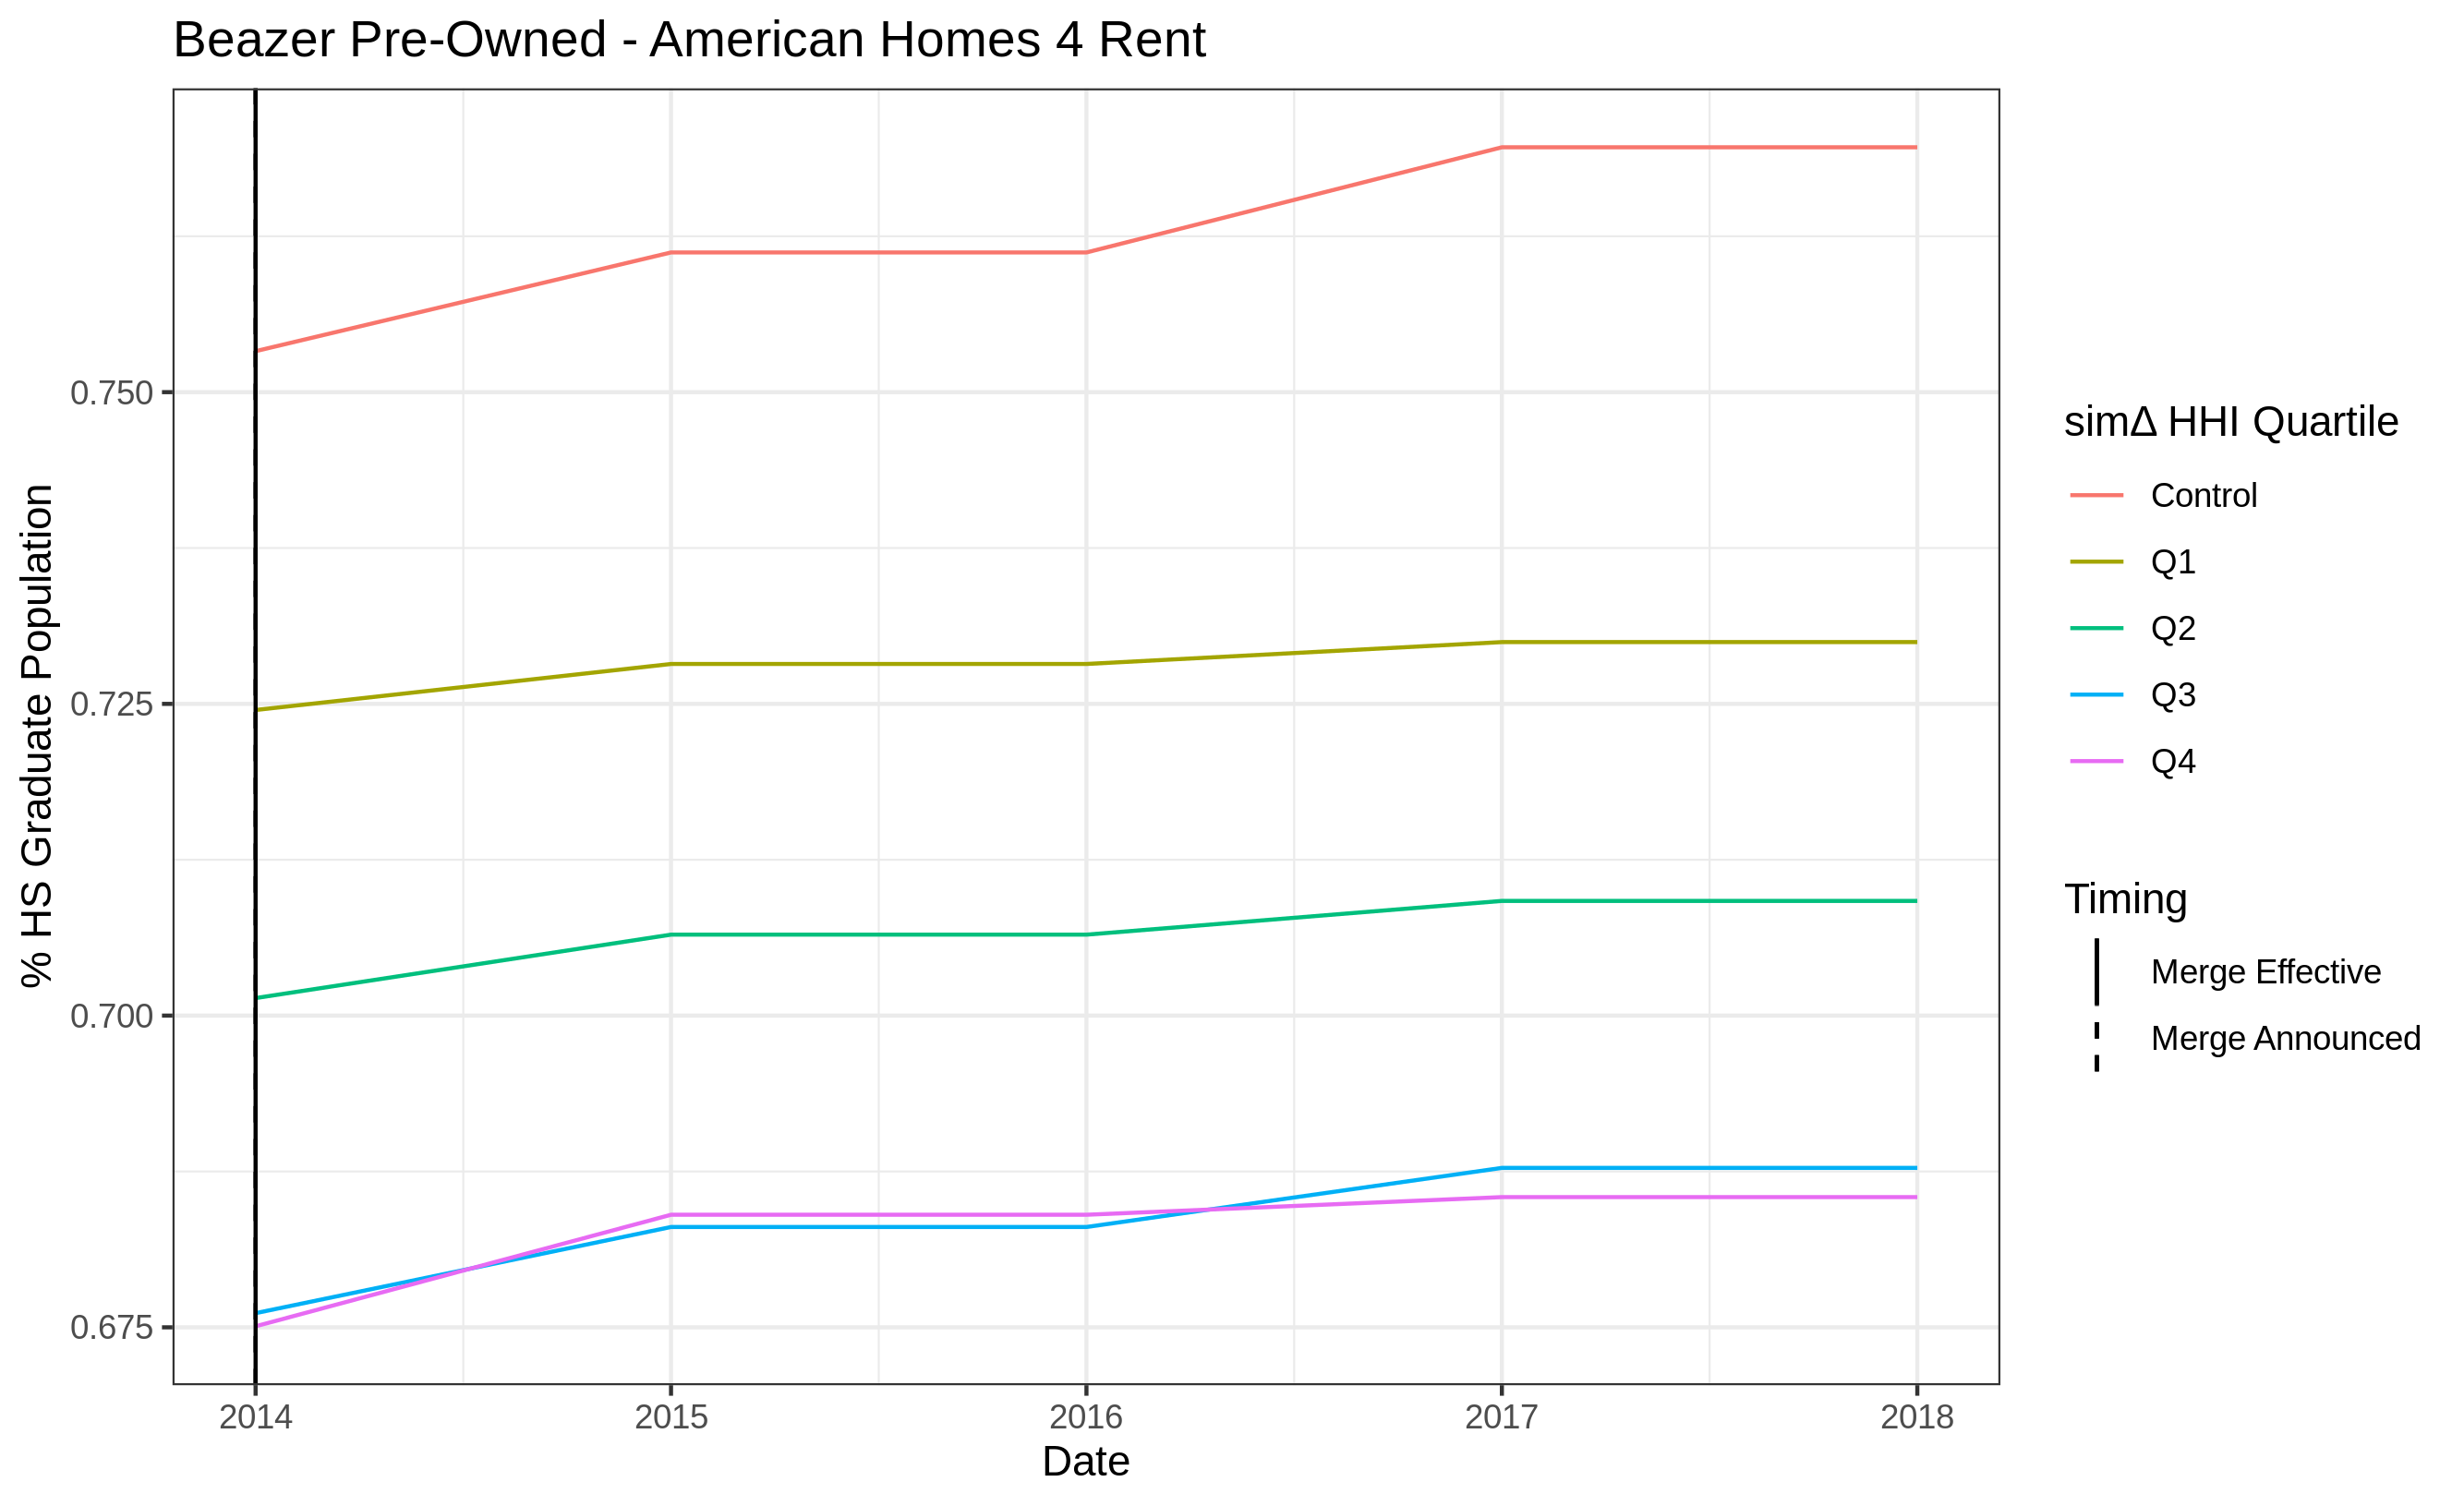 Beazer Pre-Owned - American Homes 4 Rent
% HS Graduate Population
0.750
0.725
0.700
0.675
2014 2015 2016 2017 2018
Date
simΔ HHI Quartile
Control
Q1
Q2
Q3
Q4
Timing
Merge Effective
Merge Announced